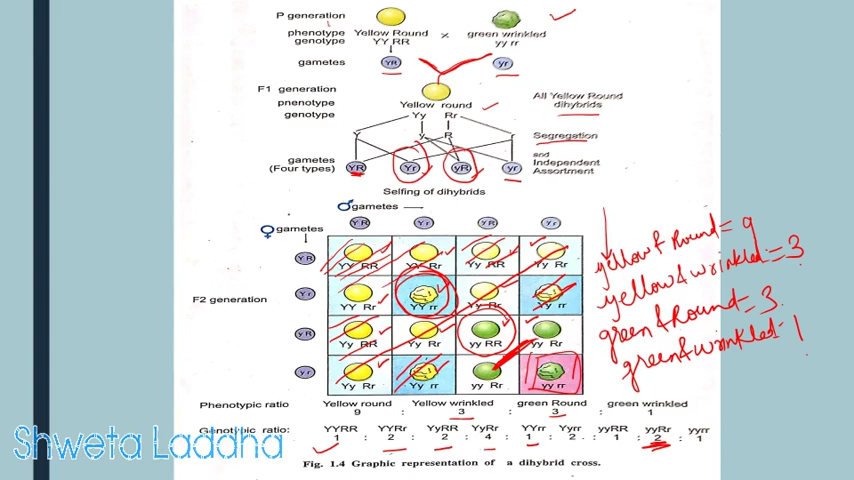 P generation
phenotype Yellow Round green wrinkled
genotype YY RR × yy rr
gametes YR yr
F1 generation
pnenotype Yellow round All Yellow Round dihybrids
genotype Yy Rr
Y y R r Segregation
gametes (Four types) YR Yr yR yr and Independent Assortment
Selfing of dihybrids
♂gametes
♀gametes YR Yr yR yr
YR YY RR YY Rr Yy RR Yy Rr
F2 generation Yr YY Rr YY rr Yy Rr Yy rr
yR Yy RR Yy Rr yy RR yy Rr
yr Yy Rr Yy rr yy Rr yy rr
yellow & Round = 9
yellow & wrinkled = 3
green & Round = 3
green & wrinkled = 1
Phenotypic ratio Yellow round Yellow wrinkled green Round green wrinkled
9 : 3 : 3 : 1
Genotypic ratio: YYRR YYRr YyRR YyRr YYrr Yyrr yyRR yyRr yyrr
1 : 2 : 2 : 4 : 1 : 2 : 1 : 2 : 1
Shweta Laddha
Fig. 1.4 Graphic representation of a dihybrid cross.